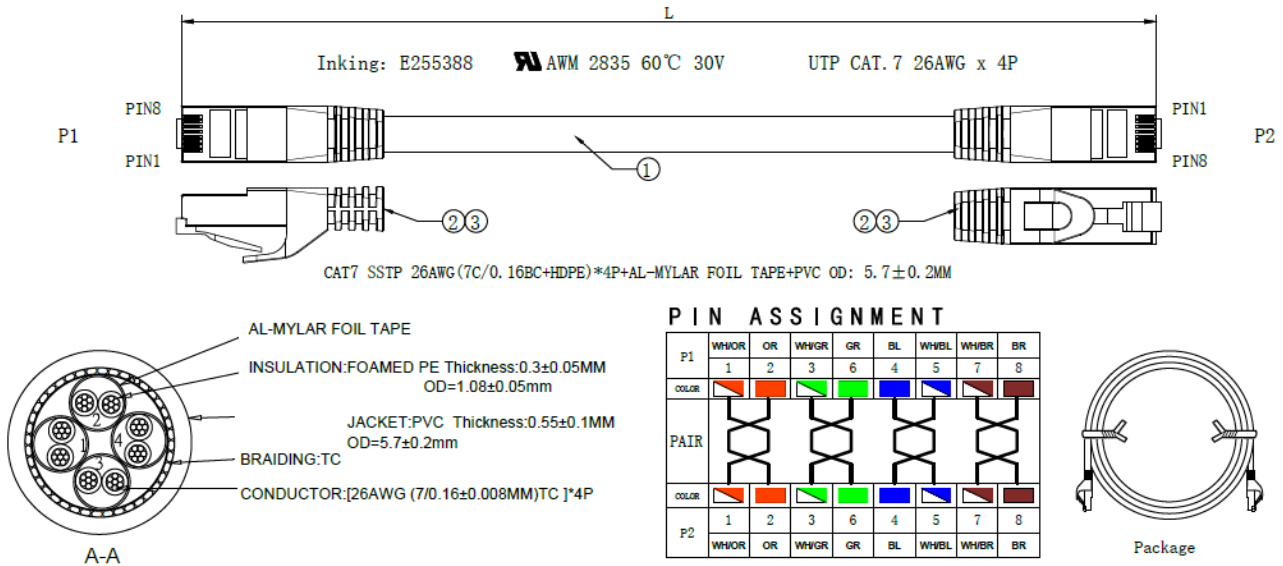 L
Inking: E255388 AWM 2835 60℃ 30V UTP CAT.7 26AWG x 4P
PIN8
P1
PIN1
PIN1
P2
PIN8
1
23
23
CAT7 SSTP 26AWG(7C/0.16BC+HDPE)*4P+AL-MYLAR FOIL TAPE+PVC OD: 5.7±0.2MM
AL-MYLAR FOIL TAPE
INSULATION:FOAMED PE Thickness:0.3±0.05MM
OD=1.08±0.05mm
JACKET:PVC Thickness:0.55±0.1MM
OD=5.7±0.2mm
BRAIDING:TC
CONDUCTOR:[26AWG (7/0.16±0.008MM)TC ]*4P
2
1
4
3
A-A
PIN ASSIGNMENT
P1 WH/OR OR WH/GR GR BL WH/BL WH/BR BR
1 2 3 6 4 5 7 8
COLOR
PAIR
COLOR
P2 1 2 3 6 4 5 7 8
WH/OR OR WH/GR GR BL WH/BL WH/BR BR
Package